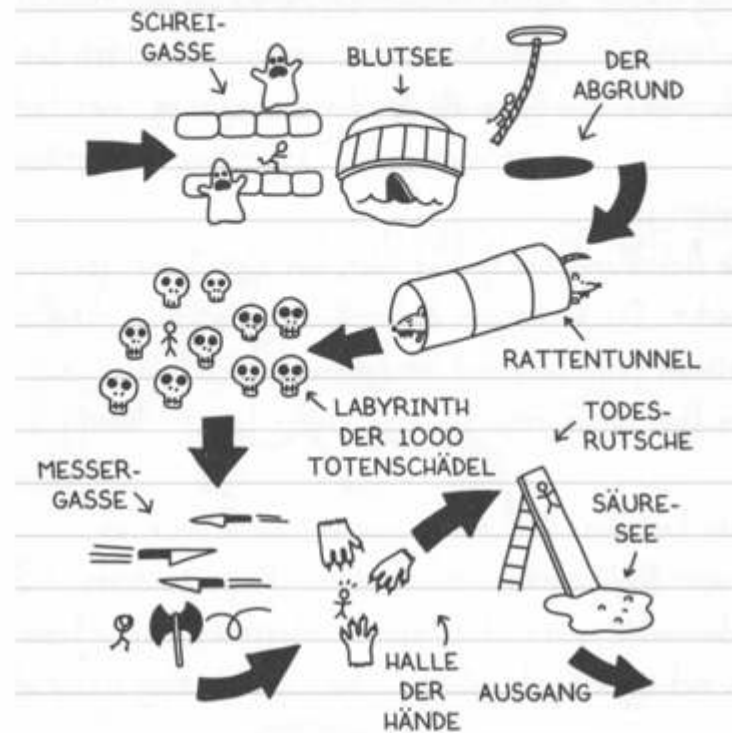 SCHREI-
GASSE
BLUTSEE
DER
ABGRUND
RATTENTUNNEL
LABYRINTH
DER 1000
TOTENSCHÄDEL
TODES-
RUTSCHE
MESSER-
GASSE
SÄURE-
SEE
HALLE
DER
HÄNDE
AUSGANG